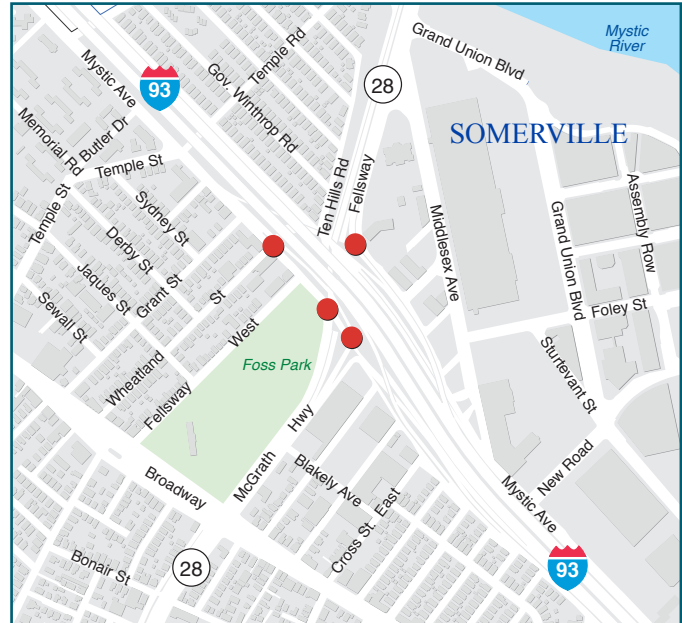 Mystic
River
Grand Union Blvd
Temple Rd
Mystic Ave
93
Gov. Winthrop Rd
28
SOMERVILLE
Memorial Rd
Butler Dr
Temple St
Temple St
Ten Hills Rd
Fellsway
Assembly Row
Sydney St
Middlesex Ave
Grand Union Blvd
Derby St
Jaques St
Grant St
Sewall St
Foley St
Wheatland St
Fellsway West
Foss Park
Sturtevant St
McGrath Hwy
Broadway
Blakely Ave
New Road
Mystic Ave
Cross St. East
Bonair St
28
93